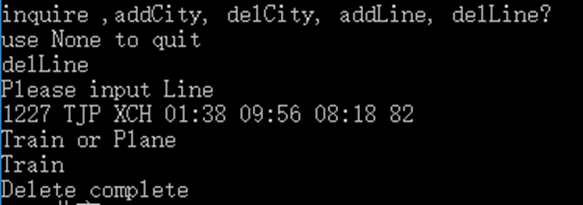 inquire ,addCity, delCity, addLine, delLine?
use None to quit
delLine
Please input Line
1227 TJP XCH 01:38 09:56 08:18 82
Train or Plane
Train
Delete complete